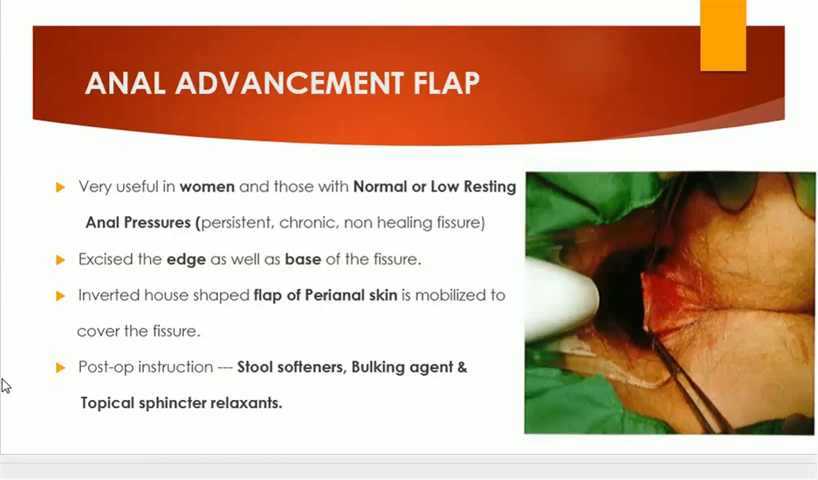 ANAL ADVANCEMENT FLAP
Very useful in women and those with Normal or Low Resting
Anal Pressures (persistent, chronic, non healing fissure)
Excised the edge as well as base of the fissure.
Inverted house shaped flap of Perianal skin is mobilized to
cover the fissure.
Post-op instruction --- Stool softeners, Bulking agent &
Topical sphincter relaxants.